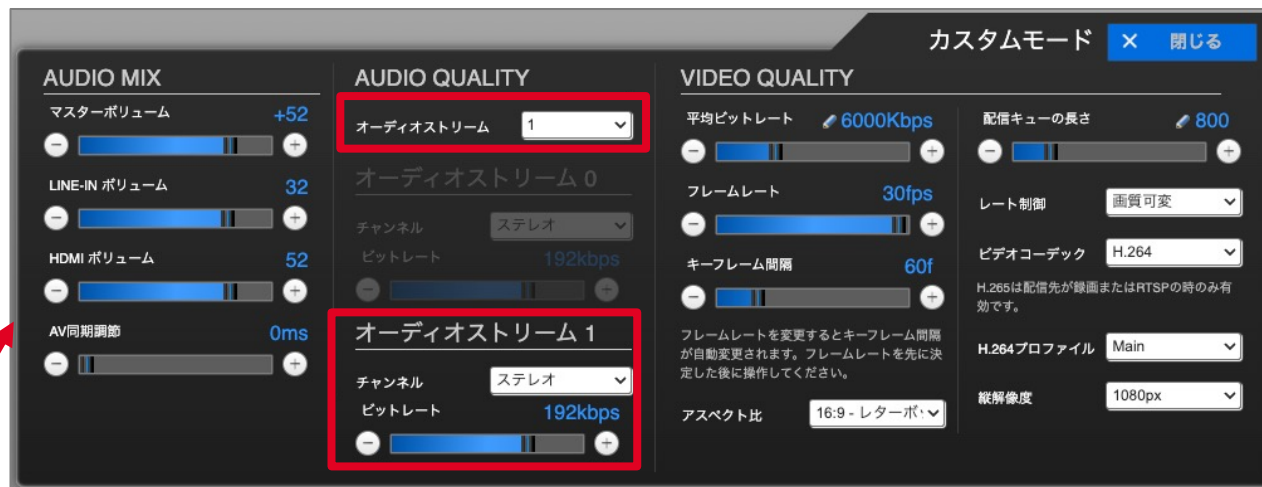 カスタムモード
× 閉じる
AUDIO MIX
マスターボリューム
+52
LINE-IN ボリューム
32
HDMI ボリューム
52
AV同期調節
0ms
AUDIO QUALITY
オーディオストリーム
1
オーディオストリーム 0
チャンネル
ステレオ
ビットレート
192kbps
オーディオストリーム 1
チャンネル
ステレオ
ビットレート
192kbps
VIDEO QUALITY
平均ビットレート
6000Kbps
フレームレート
30fps
キーフレーム間隔
60f
フレームレートを変更するとキーフレーム間隔
が自動変更されます。フレームレートを先に決
定した後に操作してください。
アスペクト比
16:9 - レターボ
配信キューの長さ
800
レート制御
画質可変
ビデオコーデック
H.264
H.265は配信先が録画またはRTSPの時のみ有
効です。
H.264プロファイル
Main
縦解像度
1080px